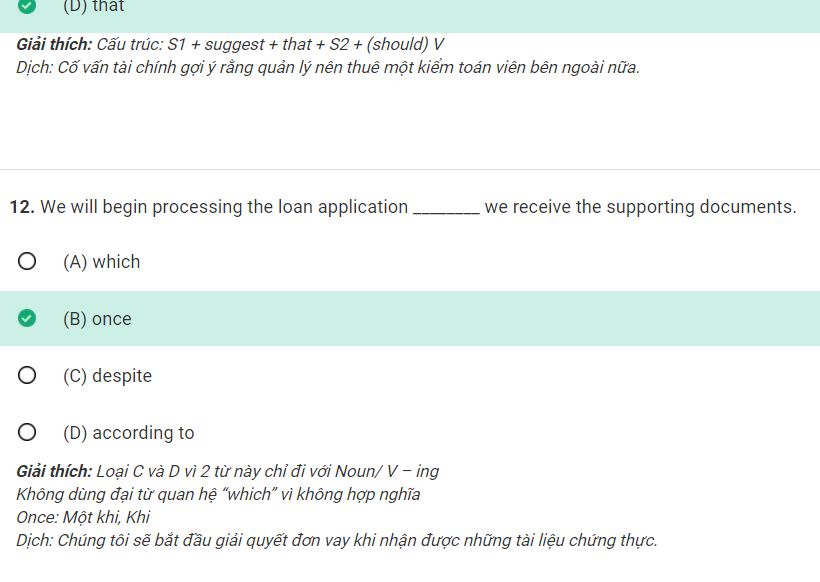 (D) that
Giải thích: Cấu trúc: S1 + suggest + that + S2 + (should) V
Dịch: Cố vấn tài chính gợi ý rằng quản lý nên thuê một kiểm toán viên bên ngoài nữa.
12. We will begin processing the loan application ________ we receive the supporting documents.
(A) which
(B) once
(C) despite
(D) according to
Giải thích: Loại C và D vì 2 từ này chỉ đi với Noun/ V – ing
Không dùng đại từ quan hệ “which” vì không hợp nghĩa
Once: Một khi, Khi
Dịch: Chúng tôi sẽ bắt đầu giải quyết đơn vay khi nhận được những tài liệu chứng thực.